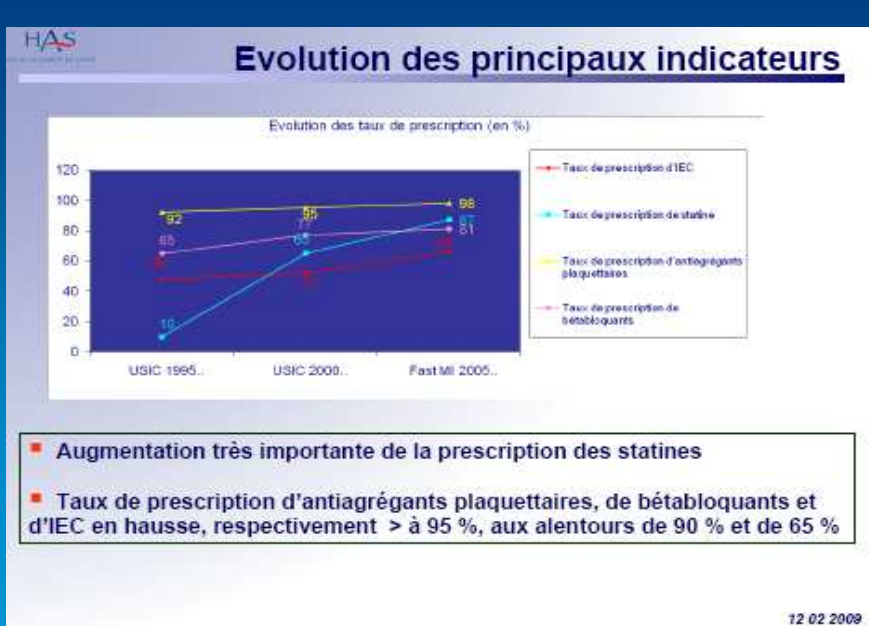 HAS
Evolution des principaux indicateurs
Evolution des taux de prescription (en %)
120
100
80
60
40
20
0
92
95
98
65
77
81
10
65
87
USIC 1995..
USIC 2000..
Fast MI 2005..
Taux de prescription d'IEC
Taux de prescription de statine
Taux de prescription d'antiagrégants
plaquettaires
Taux de prescription de
bétabloquants
Augmentation très importante de la prescription des statines
Taux de prescription d'antiagrégants plaquettaires, de bétabloquants et
d'IEC en hausse, respectivement > à 95 %, aux alentours de 90 % et de 65 %
12 02 2009